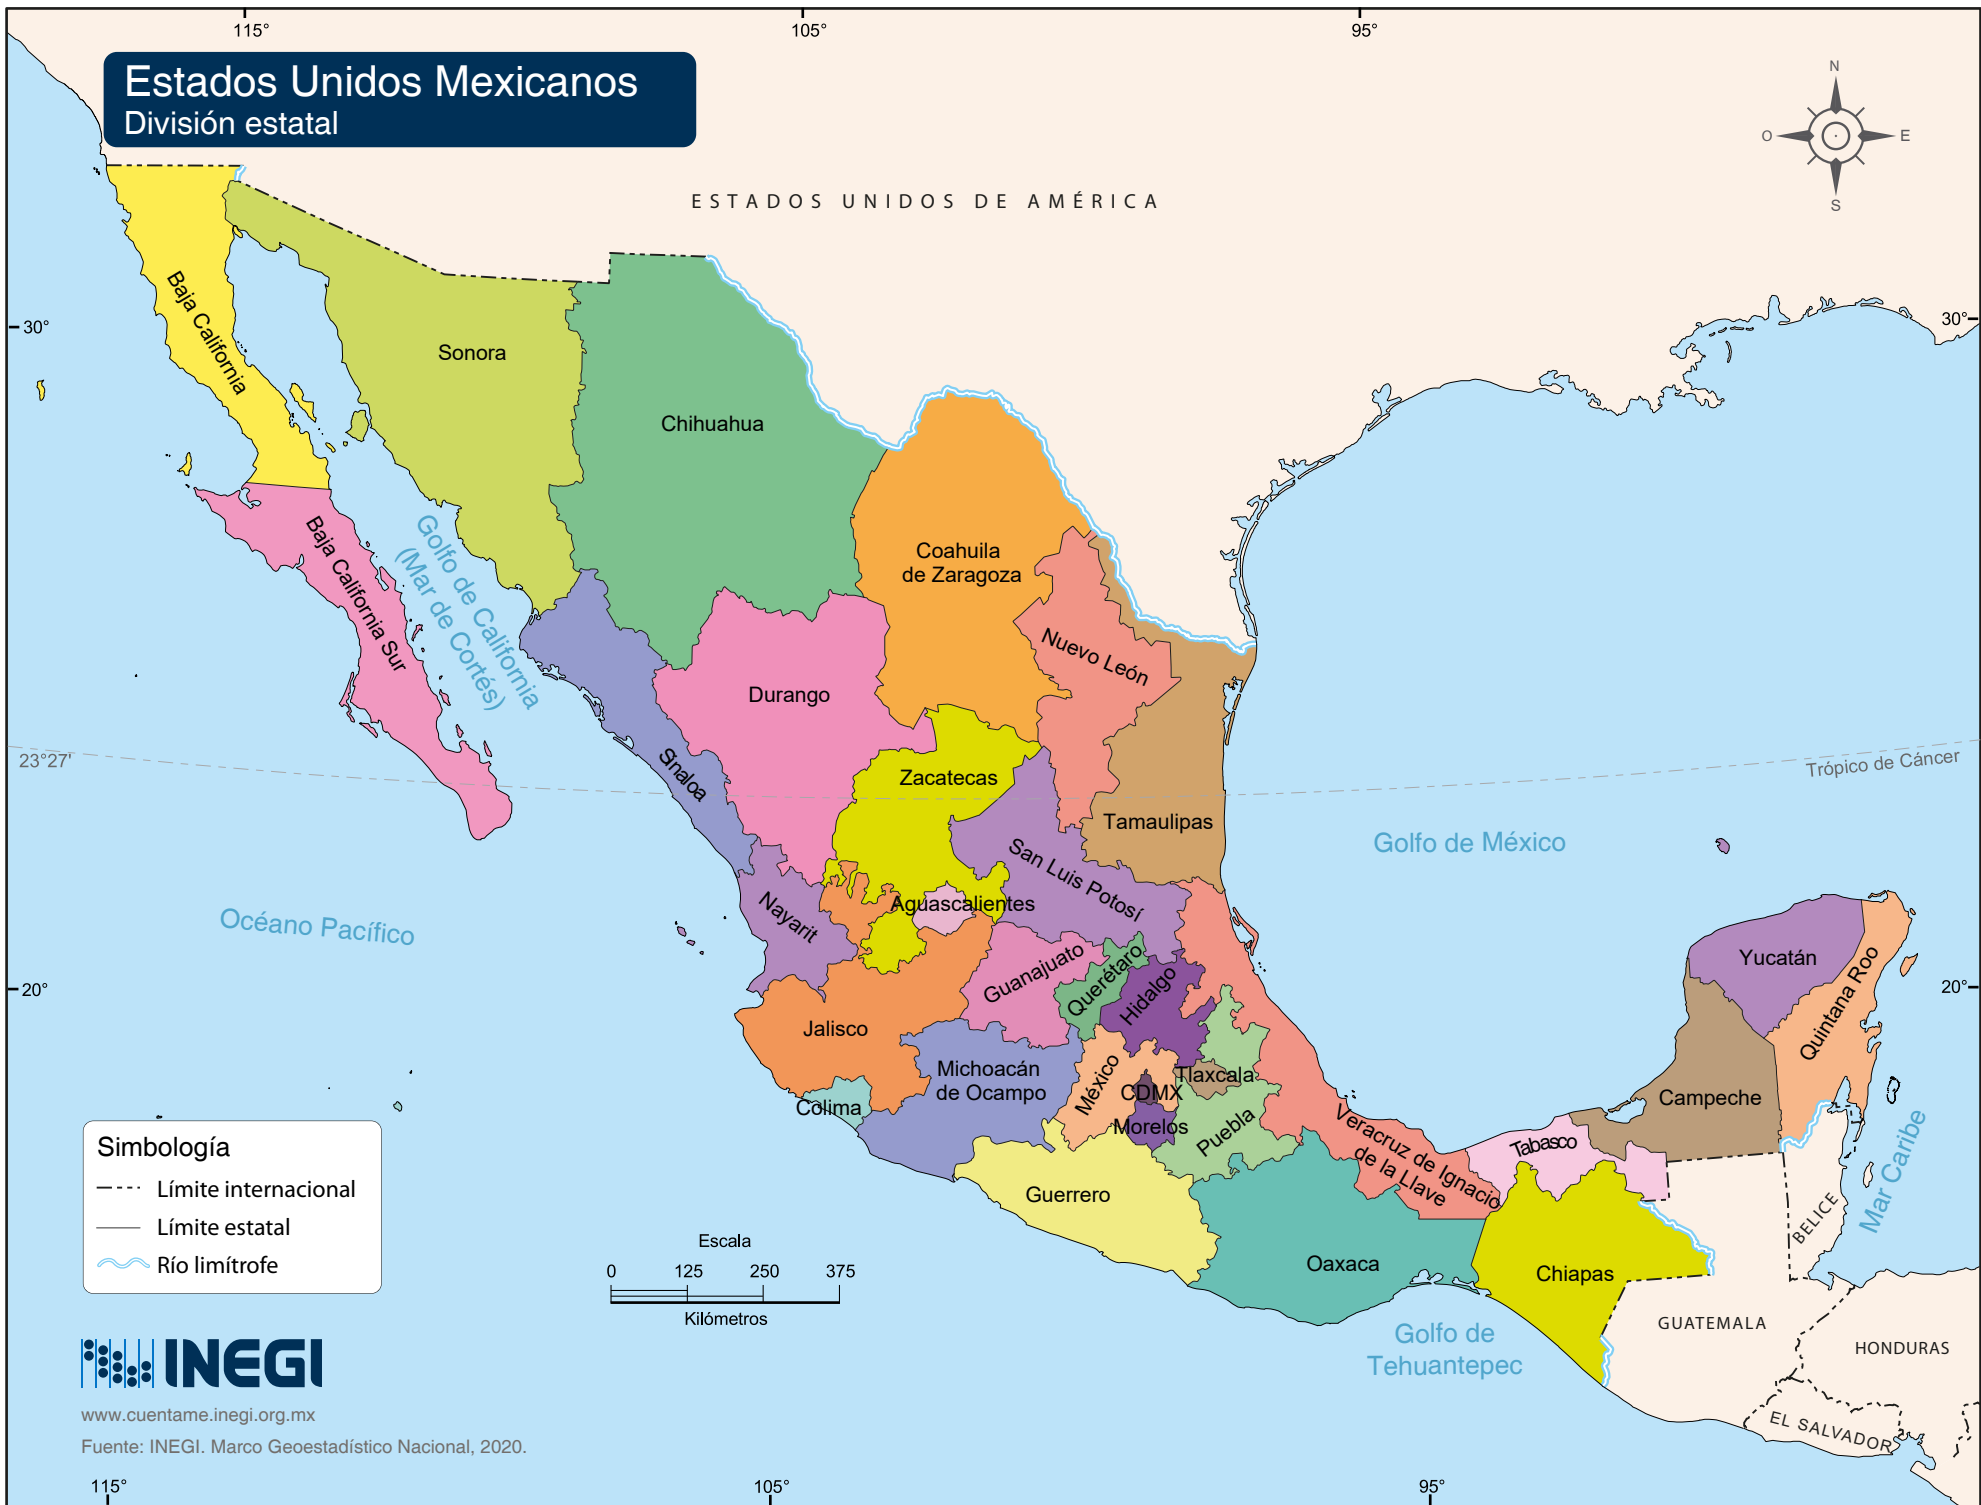 115°
105°
95°
Estados Unidos Mexicanos
División estatal
N
O
E
S
ESTADOS UNIDOS DE AMÉRICA
30°
30°
Baja California
Sonora
Chihuahua
Coahuila
de Zaragoza
Baja California Sur
Golfo de California
(Mar de Cortés)
Nuevo León
Durango
23°27'
Trópico de Cáncer
Sinaloa
Zacatecas
Tamaulipas
Golfo de México
San Luis Potosí
Océano Pacífico
Nayarit
Aguascalientes
Yucatán
Quintana Roo
Guanajuato
Querétaro
Hidalgo
20°
20°
Jalisco
Michoacán
de Ocampo
México
CDMX
Tlaxcala
Campeche
Colima
Morelos
Puebla
Veracruz de Ignacio
de la Llave
Tabasco
Mar Caribe
Simbología
Límite internacional
Límite estatal
Río limítrofe
Guerrero
BELICE
Escala
0 125 250 375
Kilómetros
Oaxaca
Chiapas
GUATEMALA
HONDURAS
Golfo de
Tehuantepec
EL SALVADOR
INEGI
www.cuentame.inegi.org.mx
Fuente: INEGI. Marco Geoestadístico Nacional, 2020.
115°
105°
95°